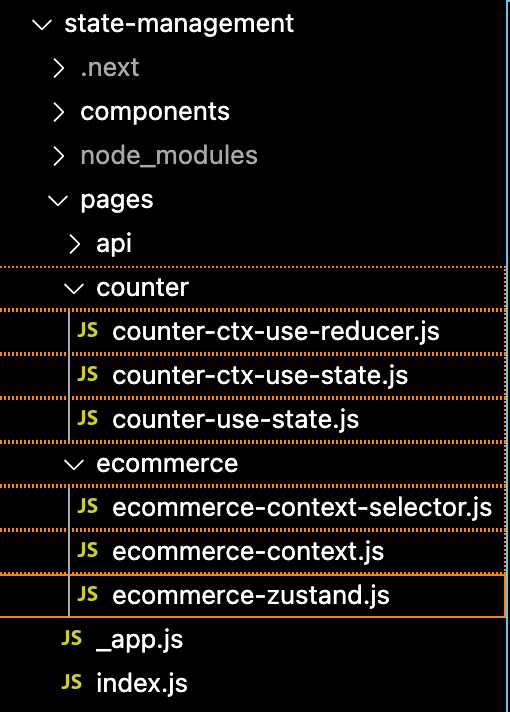 state-management
.next
components
node_modules
pages
api
counter
JS counter-ctx-use-reducer.js
JS counter-ctx-use-state.js
JS counter-use-state.js
ecommerce
JS ecommerce-context-selector.js
JS ecommerce-context.js
JS ecommerce-zustand.js
JS _app.js
JS index.js